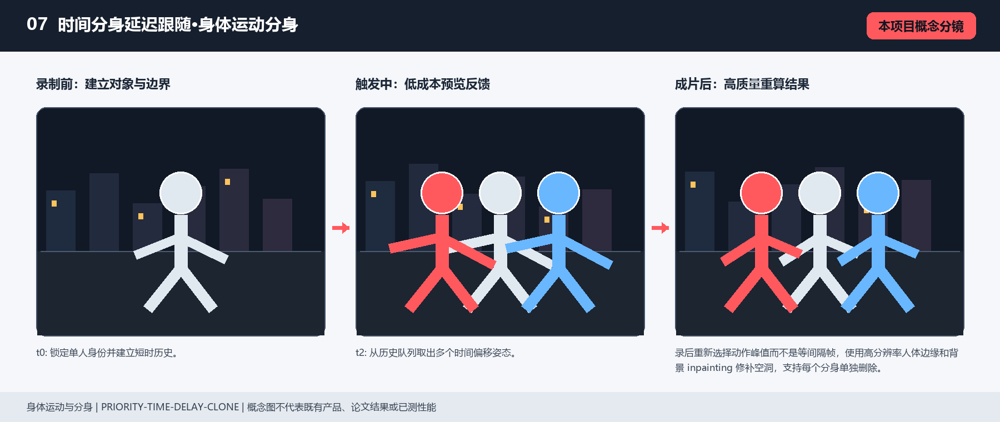 07 时间分身延迟跟随•身体运动分身
本项目概念分镜
录制前：建立对象与边界
触发中：低成本预览反馈
成片后：高质量重算结果
t0: 锁定单人身份并建立短时历史。
t2: 从历史队列取出多个时间偏移姿态。
录后重新选择动作峰值而不是等间隔帧，使用高分辨率人体边缘和背
景 inpainting 修补空洞，支持每个分身单独删除。
身体运动与分身 | PRIORITY-TIME-DELAY-CLONE | 概念图不代表既有产品、论文结果或已测性能